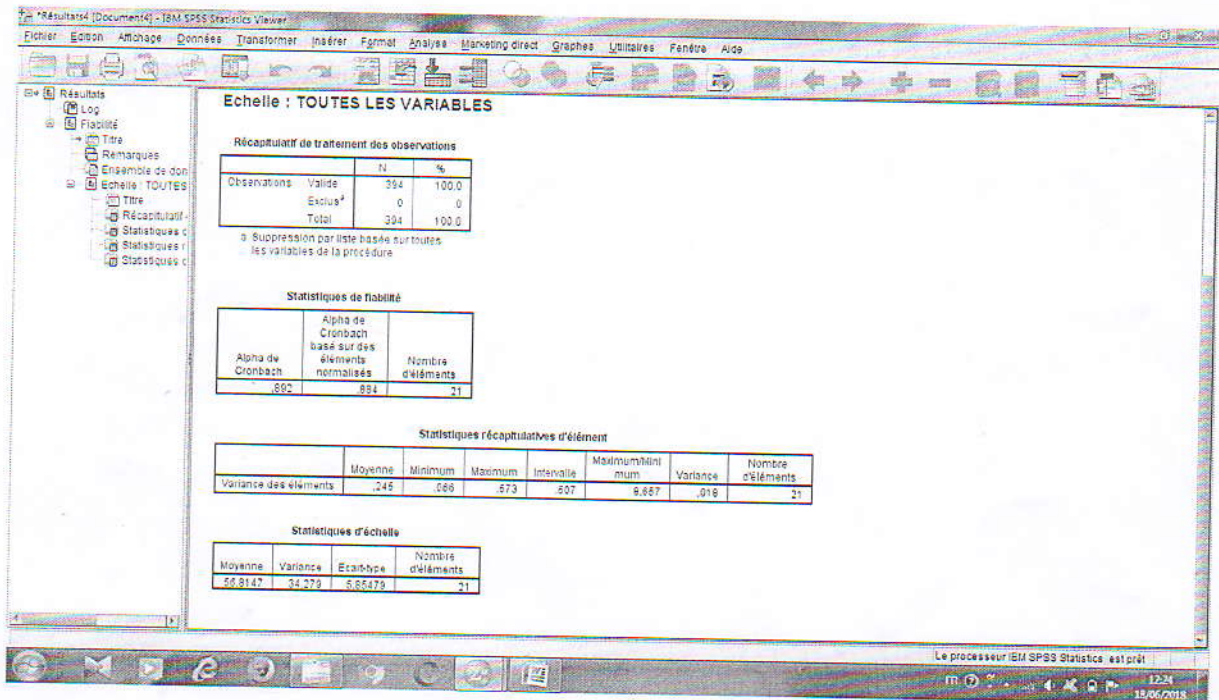 *Résultats4 [Document4] - IBM SPSS Statistics Viewer
Fichier Edition Affichage Données Transformer Insérer Format Analyse Marketing direct Graphes Utilitaires Fenêtre Aide
Résultats
Log
Fiabilité
Titre
Remarques
Ensemble de don
Echelle : TOUTES
Titre
Récapitulatif
Statistiques d
Statistiques r
Statistiques d
Echelle : TOUTES LES VARIABLES
Récapitulatif de traitement des observations
N %
Observations Valide 394 100,0
Exclusª 0 ,0
Total 394 100,0
a. Suppression par liste basée sur toutes
les variables de la procédure
Statistiques de fiabilité
Alpha de Cronbach
Alpha de Cronbach basé sur des éléments normalisés
Nombre d'éléments
,892 ,884 21
Statistiques récapitulatives d'élément
Moyenne Minimum Maximum Intervalle Maximum/Minimum Variance Nombre d'éléments
Variance des éléments ,245 ,066 ,573 ,507 ,018 21
Statistiques d'échelle
Moyenne Variance Ecart-type Nombre d'éléments
56,8147 34,279 5,85479 21
Le processeur IBM SPSS Statistics est prêt
12:24
18/06/2018